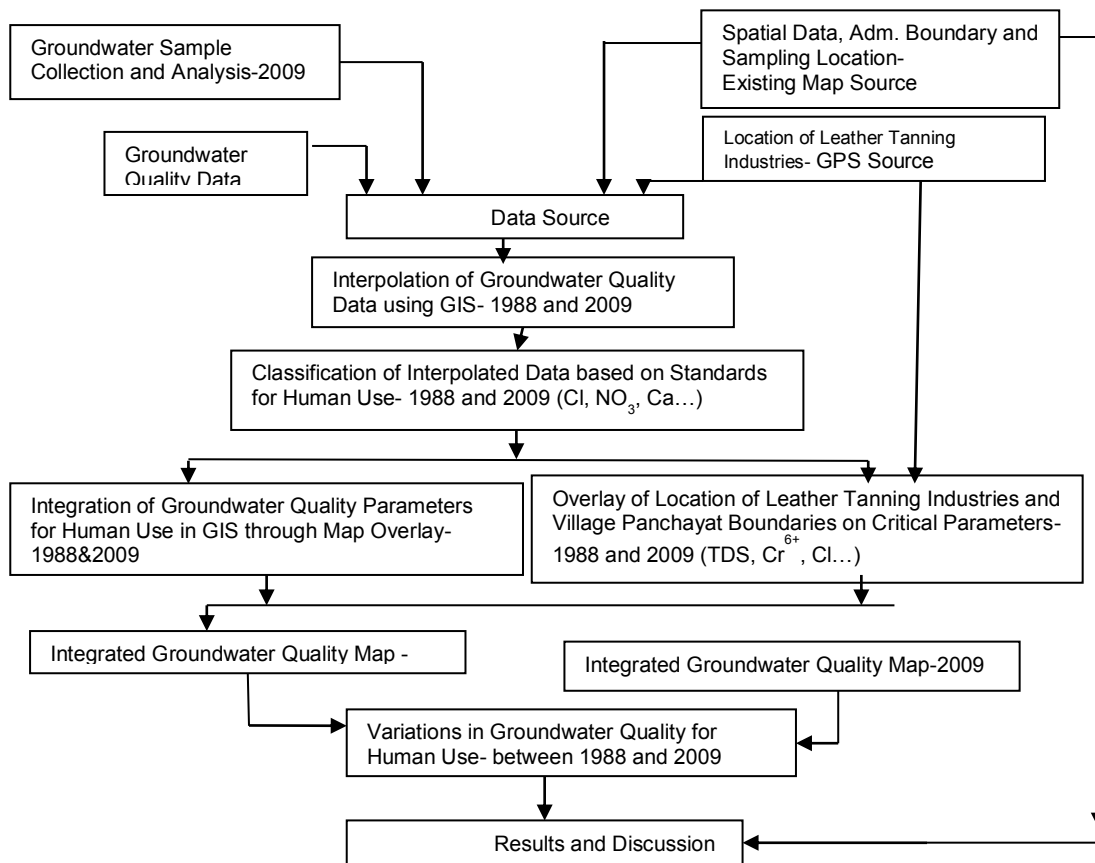 Groundwater Sample
Collection and Analysis-2009
Spatial Data, Adm. Boundary and
Sampling Location-
Existing Map Source
Groundwater
Quality Data
Location of Leather Tanning
Industries- GPS Source
Data Source
Interpolation of Groundwater Quality
Data using GIS- 1988 and 2009
Classification of Interpolated Data based on Standards
for Human Use- 1988 and 2009 (Cl, NO₃, Ca…)
Integration of Groundwater Quality Parameters
for Human Use in GIS through Map Overlay-
1988&2009
Overlay of Location of Leather Tanning Industries and
Village Panchayat Boundaries on Critical Parameters-
1988 and 2009 (TDS, Cr⁶⁺, Cl…)
Integrated Groundwater Quality Map -
Integrated Groundwater Quality Map-2009
Variations in Groundwater Quality for
Human Use- between 1988 and 2009
Results and Discussion